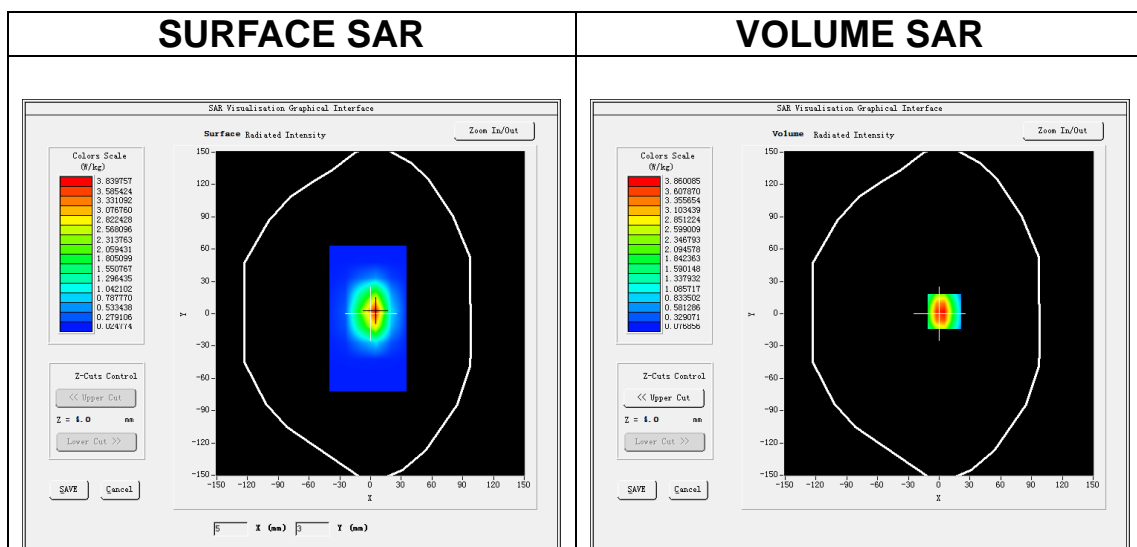 SURFACE SAR
VOLUME SAR
SAR Visualisation Graphical Interface
Surface Radiated Intensity
Zoom In/Out
Colors Scale
(W/kg)
3.839757
3.585424
3.331092
3.076760
2.822428
2.568096
2.313763
2.059431
1.805099
1.550767
1.296435
1.042102
0.787770
0.533438
0.279106
0.024774
150
120
90
60
30
0
-30
-60
-90
-120
-150
Y
-150 -120 -90 -60 -30 0 30 60 90 120 150
X
Z-Cuts Control
<< Upper Cut
Z = 4.0 mm
Lower Cut >>
SAVE Cancel
5 X (mm) 3 Y (mm)
SAR Visualisation Graphical Interface
Volume Radiated Intensity
Zoom In/Out
Colors Scale
(W/kg)
3.860085
3.607870
3.355654
3.103439
2.851224
2.599009
2.346793
2.094578
1.842363
1.590148
1.337932
1.085717
0.833502
0.581286
0.329071
0.076856
150
120
90
60
30
0
-30
-60
-90
-120
-150
Y
-150 -120 -90 -60 -30 0 30 60 90 120 150
X
Z-Cuts Control
<< Upper Cut
Z = 4.0 mm
Lower Cut >>
SAVE Cancel